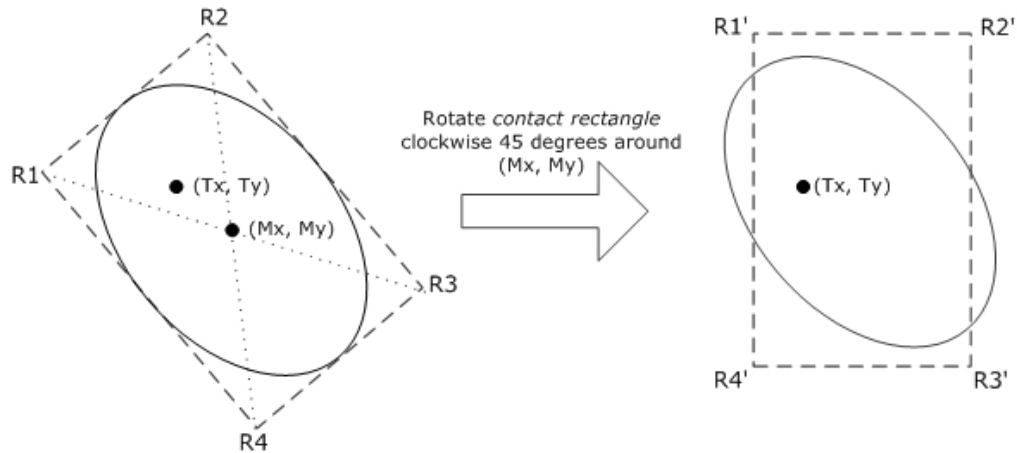 R2
R1
(Tx, Ty)
(Mx, My)
R3
R4
Rotate contact rectangle
clockwise 45 degrees around
(Mx, My)
R1'
R2'
(Tx, Ty)
R4'
R3'